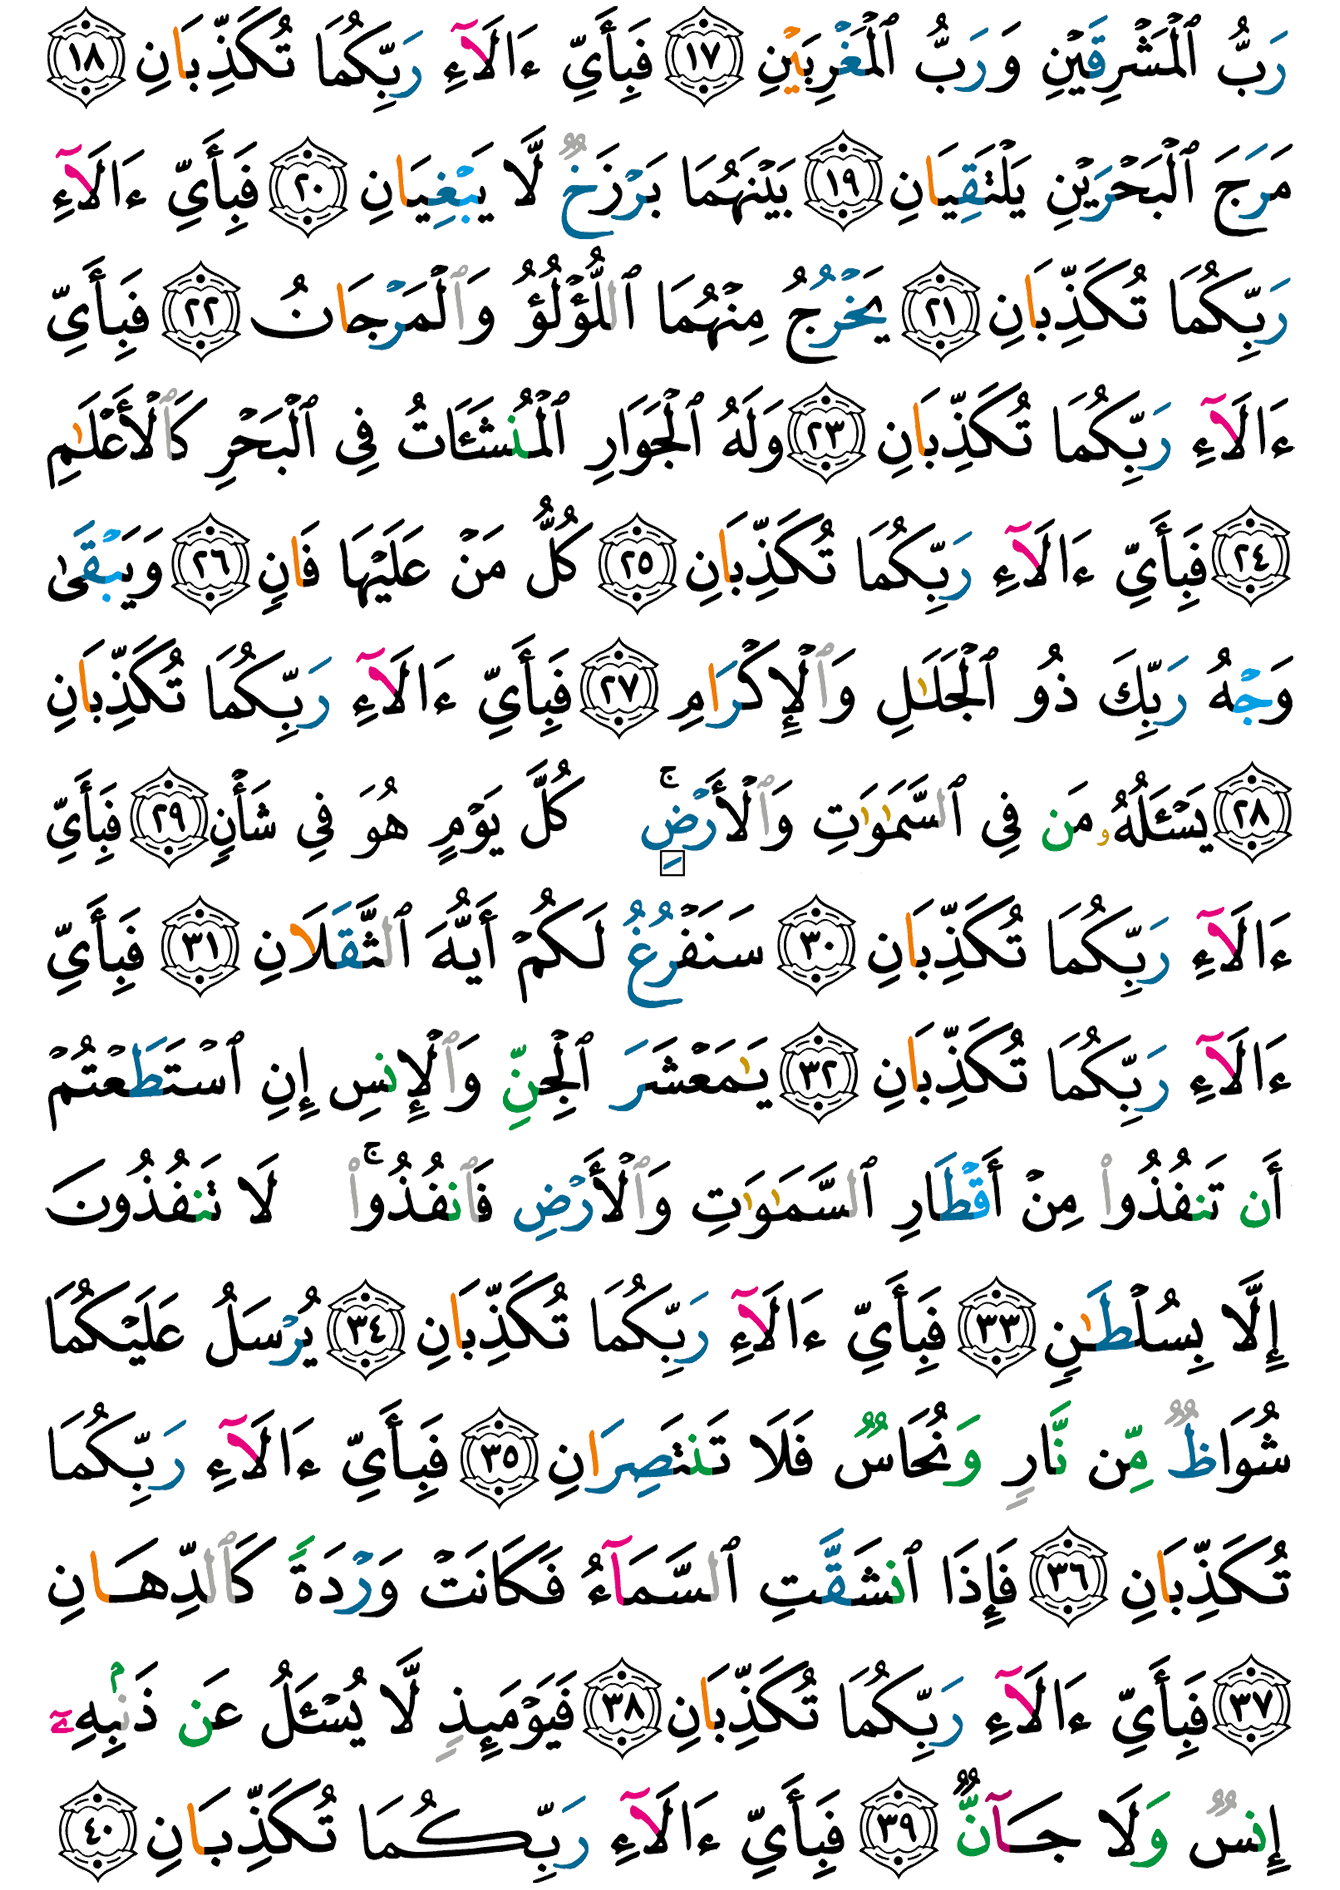 رَبُّ ٱلْمَشْرِقَيْنِ وَرَبُّ ٱلْمَغْرِبَيْنِ ١٧ فَبِأَيِّ ءَالَآءِ رَبِّكُمَا تُكَذِّبَانِ ١٨
مَرَجَ ٱلْبَحْرَيْنِ يَلْتَقِيَانِ ١٩ بَيْنَهُمَا بَرْزَخٌ لَّا يَبْغِيَانِ ٢٠ فَبِأَيِّ ءَالَآءِ
رَبِّكُمَا تُكَذِّبَانِ ٢١ يَخْرُجُ مِنْهُمَا ٱللُّؤْلُؤُ وَٱلْمَرْجَانُ ٢٢ فَبِأَيِّ
ءَالَآءِ رَبِّكُمَا تُكَذِّبَانِ ٢٣ وَلَهُ ٱلْجَوَارِ ٱلْمُنشَـَٔاتُ فِى ٱلْبَحْرِ كَٱلْأَعْلَـٰمِ
٢٤ فَبِأَيِّ ءَالَآءِ رَبِّكُمَا تُكَذِّبَانِ ٢٥ كُلُّ مَنْ عَلَيْهَا فَانٍ ٢٦ وَيَبْقَىٰ
وَجْهُ رَبِّكَ ذُو ٱلْجَلَـٰلِ وَٱلْإِكْرَامِ ٢٧ فَبِأَيِّ ءَالَآءِ رَبِّكُمَا تُكَذِّبَانِ
٢٨ يَسْـَٔلُهُۥ مَن فِى ٱلسَّمَـٰوَٰتِ وَٱلْأَرْضِ ۚ كُلَّ يَوْمٍ هُوَ فِى شَأْنٍ ٢٩ فَبِأَيِّ
ءَالَآءِ رَبِّكُمَا تُكَذِّبَانِ ٣٠ سَنَفْرُغُ لَكُمْ أَيُّهَ ٱلثَّقَلَانِ ٣١ فَبِأَيِّ
ءَالَآءِ رَبِّكُمَا تُكَذِّبَانِ ٣٢ يَـٰمَعْشَرَ ٱلْجِنِّ وَٱلْإِنسِ إِنِ ٱسْتَطَعْتُمْ
أَن تَنفُذُوا۟ مِنْ أَقْطَارِ ٱلسَّمَـٰوَٰتِ وَٱلْأَرْضِ فَٱنفُذُوا۟ ۚ لَا تَنفُذُونَ
إِلَّا بِسُلْطَـٰنٍ ٣٣ فَبِأَيِّ ءَالَآءِ رَبِّكُمَا تُكَذِّبَانِ ٣٤ يُرْسَلُ عَلَيْكُمَا
شُوَاظٌ مِّن نَّارٍ وَنُحَاسٌ فَلَا تَنتَصِرَانِ ٣٥ فَبِأَيِّ ءَالَآءِ رَبِّكُمَا
تُكَذِّبَانِ ٣٦ فَإِذَا ٱنشَقَّتِ ٱلسَّمَآءُ فَكَانَتْ وَرْدَةً كَٱلدِّهَانِ
٣٧ فَبِأَيِّ ءَالَآءِ رَبِّكُمَا تُكَذِّبَانِ ٣٨ فَيَوْمَئِذٍ لَّا يُسْـَٔلُ عَن ذَنۢبِهِۦٓ
إِنسٌ وَلَا جَآنٌّ ٣٩ فَبِأَيِّ ءَالَآءِ رَبِّكُمَا تُكَذِّبَانِ ٤٠